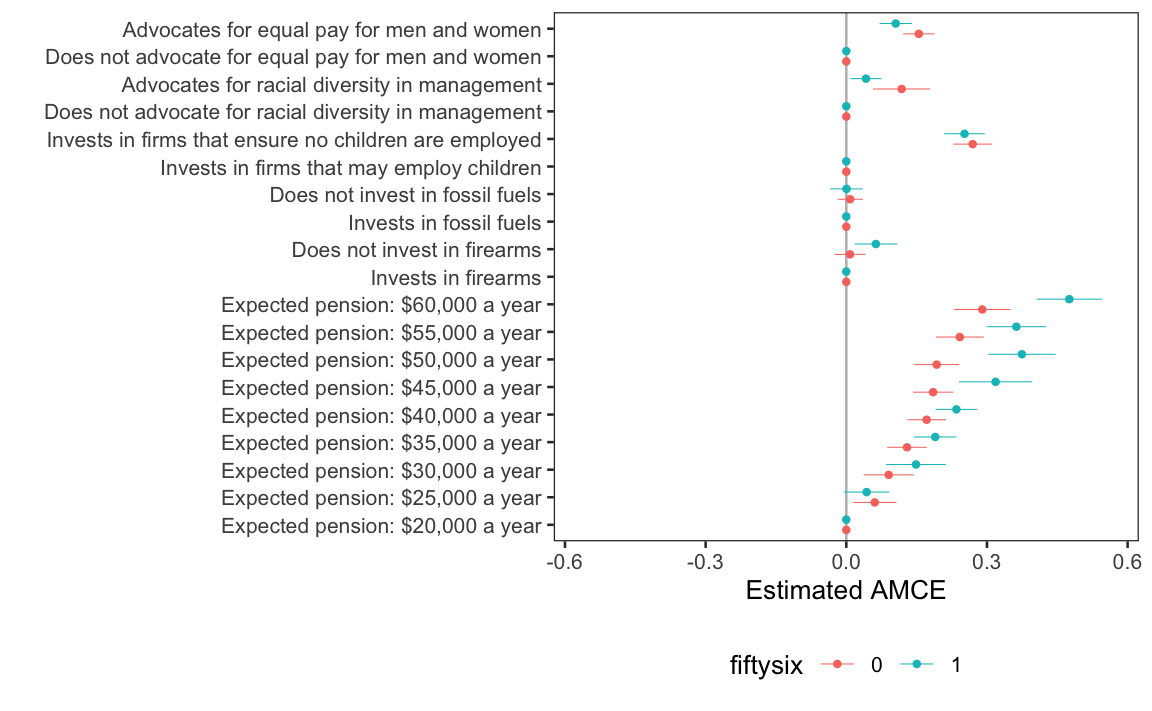 Advocates for equal pay for men and women
Does not advocate for equal pay for men and women
Advocates for racial diversity in management
Does not advocate for racial diversity in management
Invests in firms that ensure no children are employed
Invests in firms that may employ children
Does not invest in fossil fuels
Invests in fossil fuels
Does not invest in firearms
Invests in firearms
Expected pension: $60,000 a year
Expected pension: $55,000 a year
Expected pension: $50,000 a year
Expected pension: $45,000 a year
Expected pension: $40,000 a year
Expected pension: $35,000 a year
Expected pension: $30,000 a year
Expected pension: $25,000 a year
Expected pension: $20,000 a year
-0.6 -0.3 0.0 0.3 0.6
Estimated AMCE
fiftysix 0 1